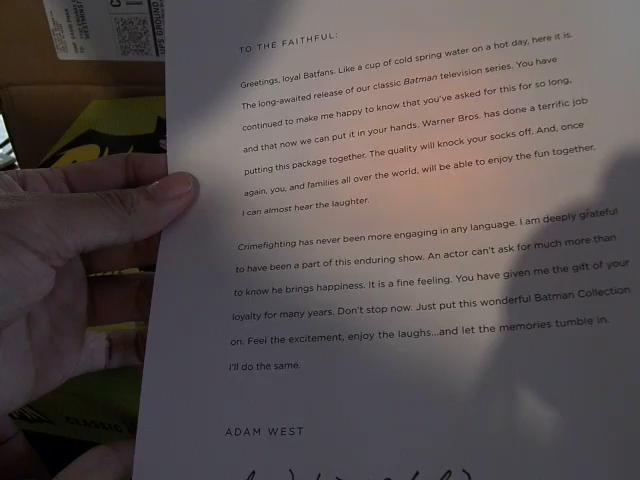 UPS GROUND
TO THE FAITHFUL:
Greetings, loyal Batfans. Like a cup of cold spring water on a hot day, here it is.
The long-awaited release of our classic Batman television series. You have
continued to make me happy to know that you've asked for this for so long,
and that now we can put it in your hands. Warner Bros. has done a terrific job
putting this package together. The quality will knock your socks off. And, once
again, you, and families all over the world, will be able to enjoy the fun together.
I can almost hear the laughter.
Crimefighting has never been more engaging in any language. I am deeply grateful
to have been a part of this enduring show. An actor can't ask for much more than
to know he brings happiness. It is a fine feeling. You have given me the gift of your
loyalty for many years. Don't stop now. Just put this wonderful Batman Collection
on. Feel the excitement, enjoy the laughs...and let the memories tumble in.
I'll do the same.
ADAM WEST
CLASSIC